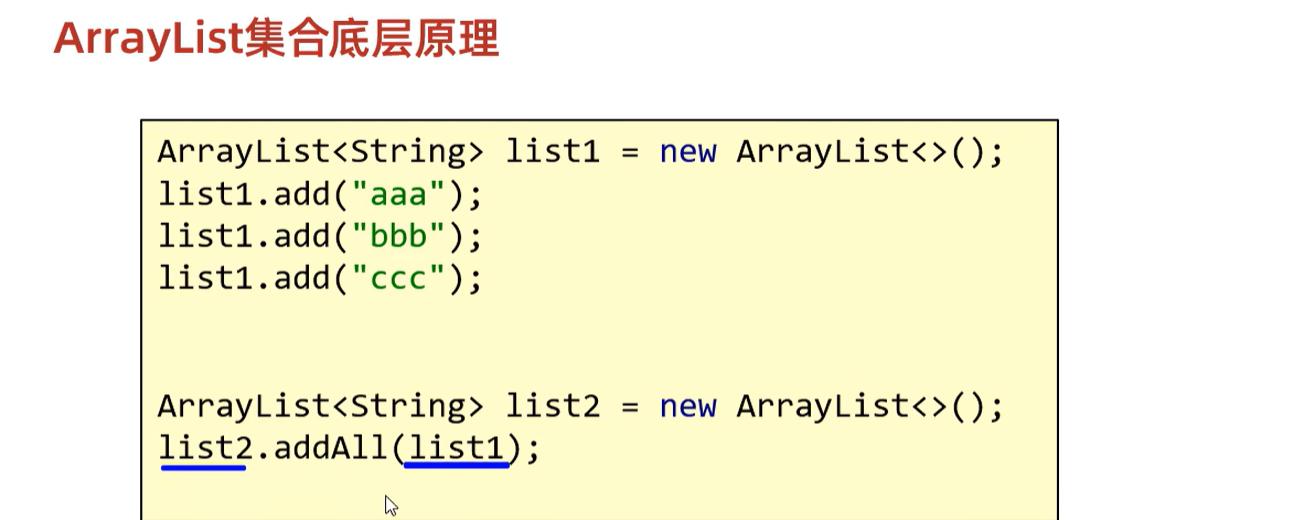 ArrayList集合底层原理
ArrayList<String> list1 = new ArrayList<>();
list1.add("aaa");
list1.add("bbb");
list1.add("ccc");
ArrayList<String> list2 = new ArrayList<>();
list2.addAll(list1);